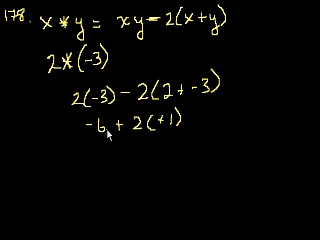 178. x * y = xy - 2(x+y)
2 * (-3)
2(-3) - 2(2 + -3)
-6 + 2(+1)